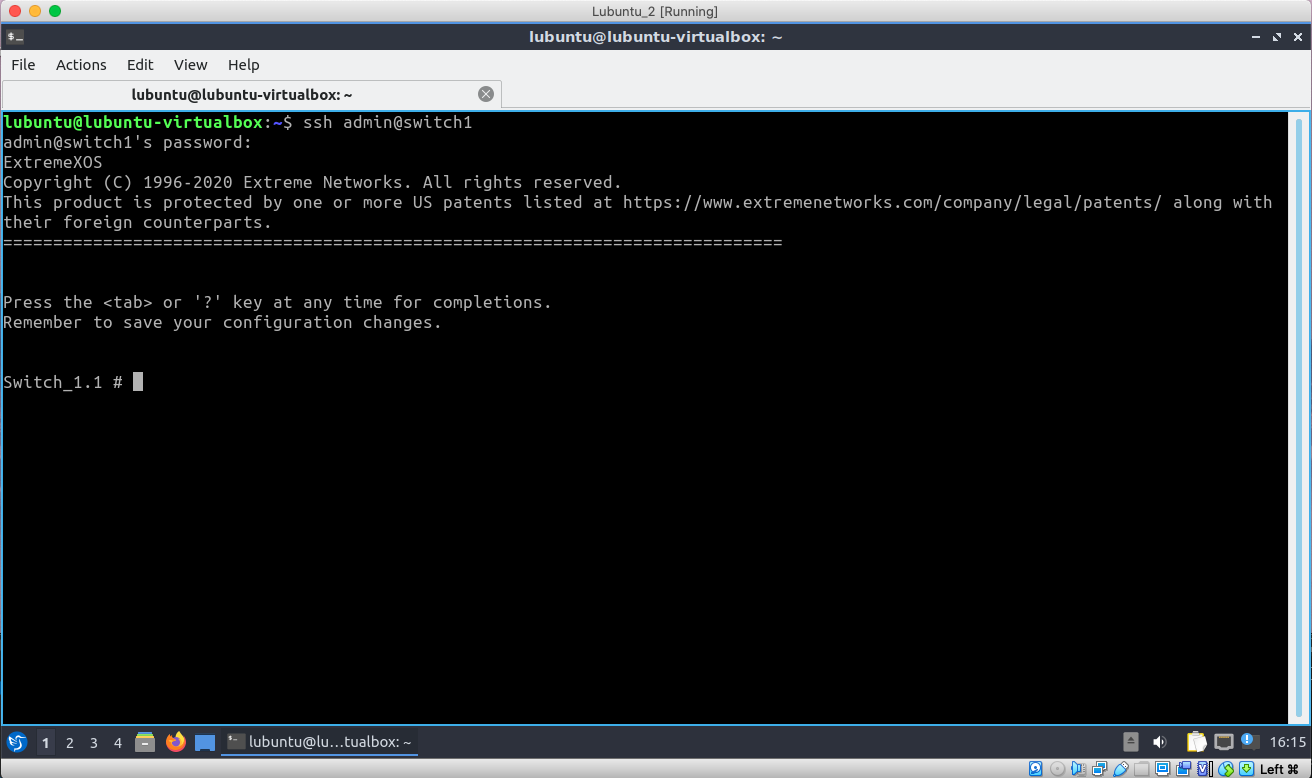 Lubuntu_2 [Running]
lubuntu@lubuntu-virtualbox: ~
File Actions Edit View Help
lubuntu@lubuntu-virtualbox: ~
lubuntu@lubuntu-virtualbox:~$ ssh admin@switch1
admin@switch1's password:
ExtremeXOS
Copyright (C) 1996-2020 Extreme Networks. All rights reserved.
This product is protected by one or more US patents listed at https://www.extremenetworks.com/company/legal/patents/ along with
their foreign counterparts.
==============================================================================
Press the <tab> or '?' key at any time for completions.
Remember to save your configuration changes.
Switch_1.1 #
1 2 3 4 lubuntu@lu...tualbox: ~ 16:15
Left ⌘